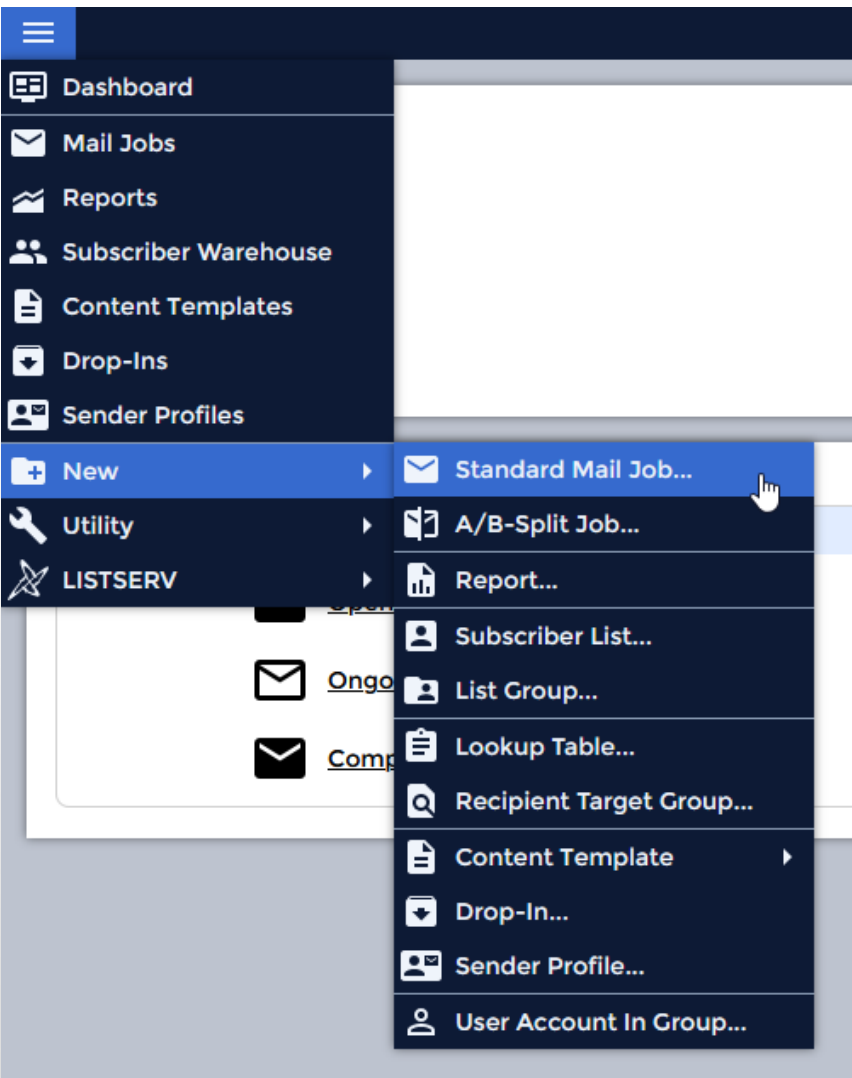 Dashboard
Mail Jobs
Reports
Subscriber Warehouse
Content Templates
Drop-Ins
Sender Profiles
New
Utility
LISTSERV
Standard Mail Job...
A/B-Split Job...
Report...
Subscriber List...
List Group...
Lookup Table...
Recipient Target Group...
Content Template
Drop-In...
Sender Profile...
User Account In Group...
Ongo
Comp